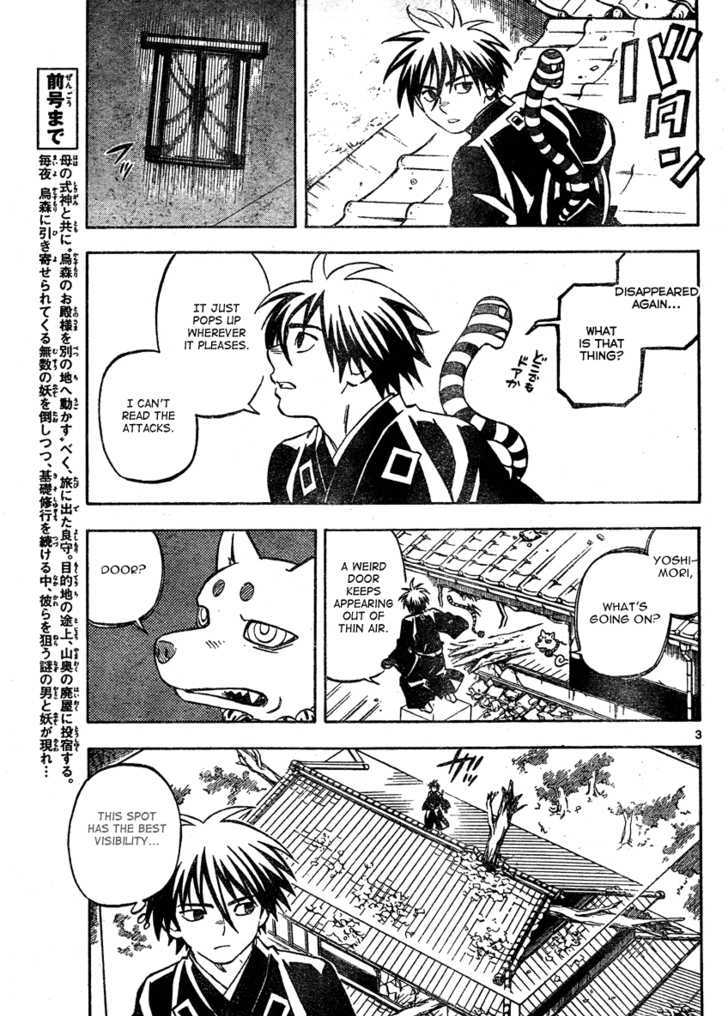 バタン
DISAPPEARED
AGAIN...
WHAT
IS THAT
THING?
どこうも
IT JUST
POPS UP
WHEREVER
IT PLEASES.
I CAN'T
READ THE
ATTACKS.
YOSHI-
MORI,
WHAT'S
GOING ON?
A WEIRD
DOOR
KEEPS
APPEARING
OUT OF
THIN AIR.
DOOR?
3
THIS SPOT
HAS THE BEST
VISIBILITY...
前号まで
母の式神と共に、烏森のお殿様を別の地へ動かすべく、旅に出た良守。目的地の途上、山奥の廃屋に投宿する。
毎夜、烏森に引き寄せられてくる無数の妖を倒しつつ、基礎修行を続ける中、彼らを狙う謎の男と妖が現れ…